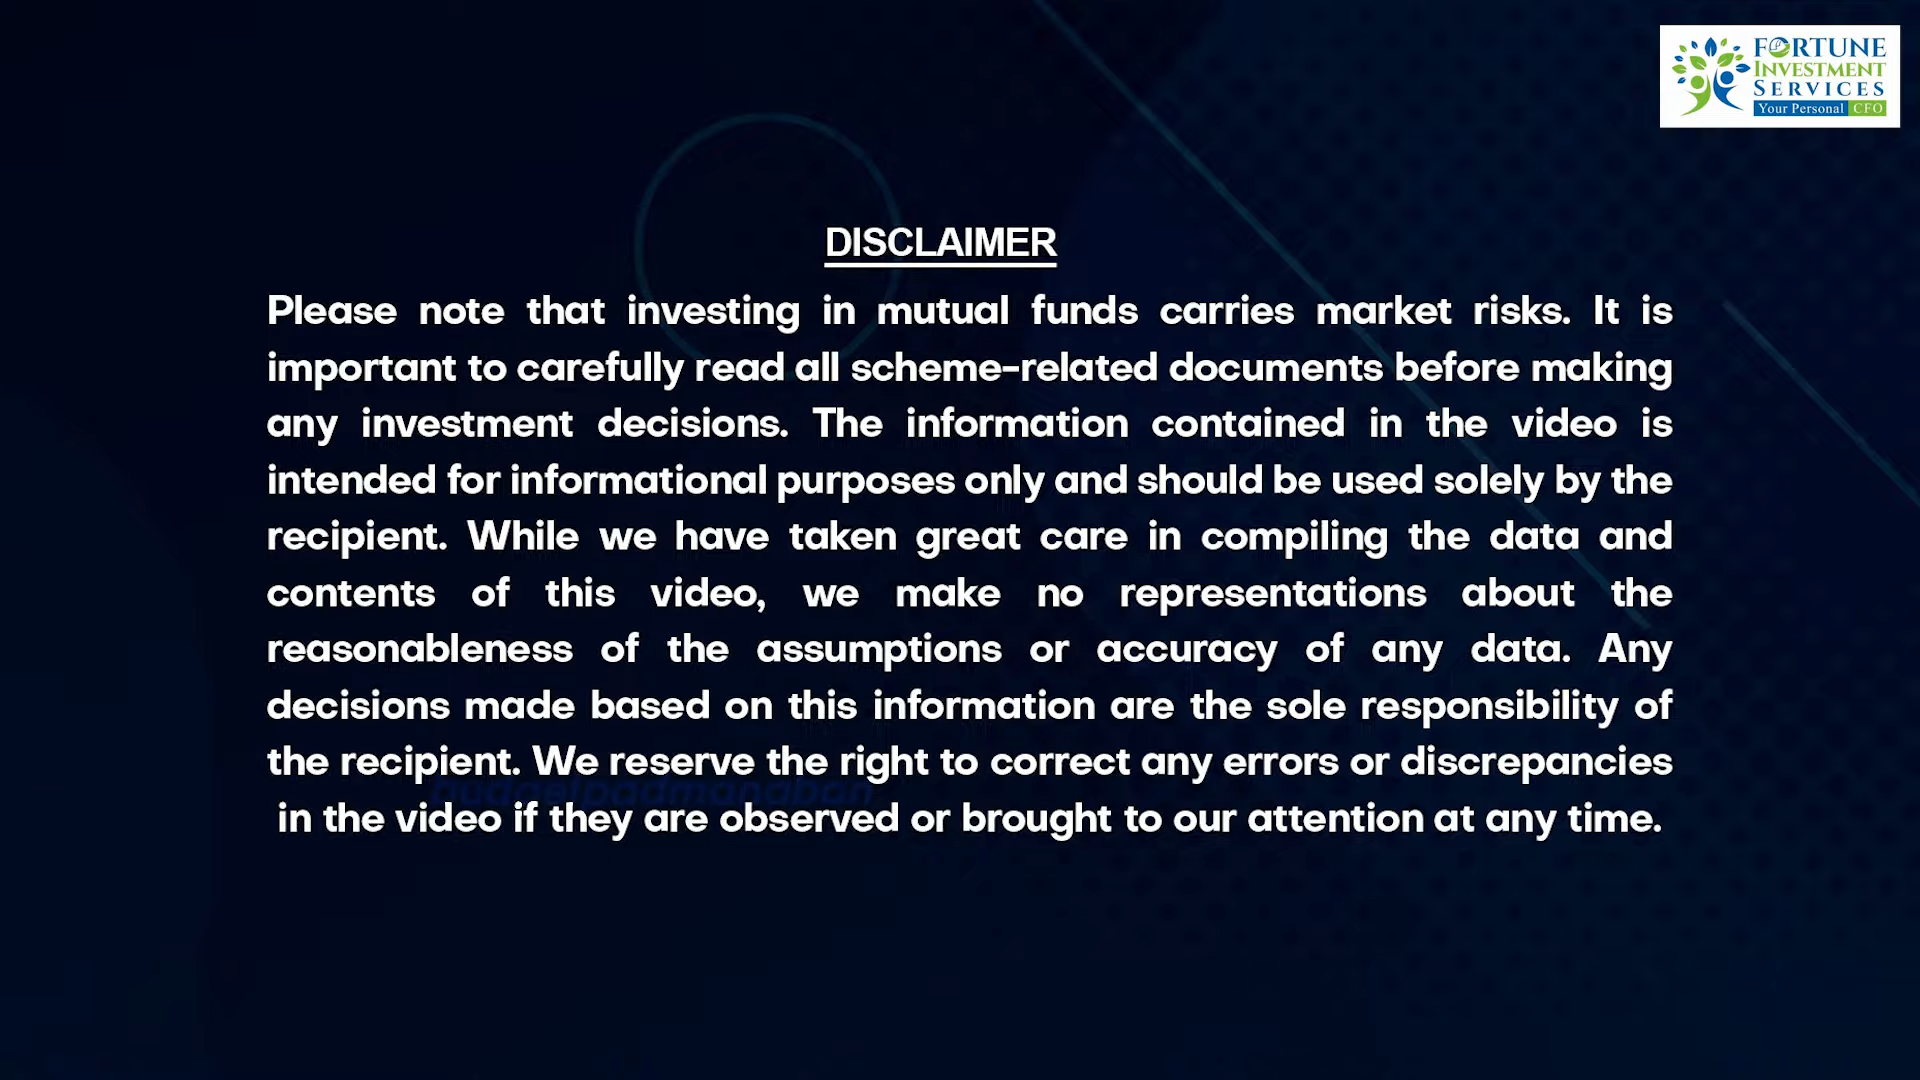 FORTUNE
INVESTMENT
SERVICES
Your Personal CFO
DISCLAIMER
Please note that investing in mutual funds carries market risks. It is
important to carefully read all scheme-related documents before making
any investment decisions. The information contained in the video is
intended for informational purposes only and should be used solely by the
recipient. While we have taken great care in compiling the data and
contents of this video, we make no representations about the
reasonableness of the assumptions or accuracy of any data. Any
decisions made based on this information are the sole responsibility of
the recipient. We reserve the right to correct any errors or discrepancies
in the video if they are observed or brought to our attention at any time.